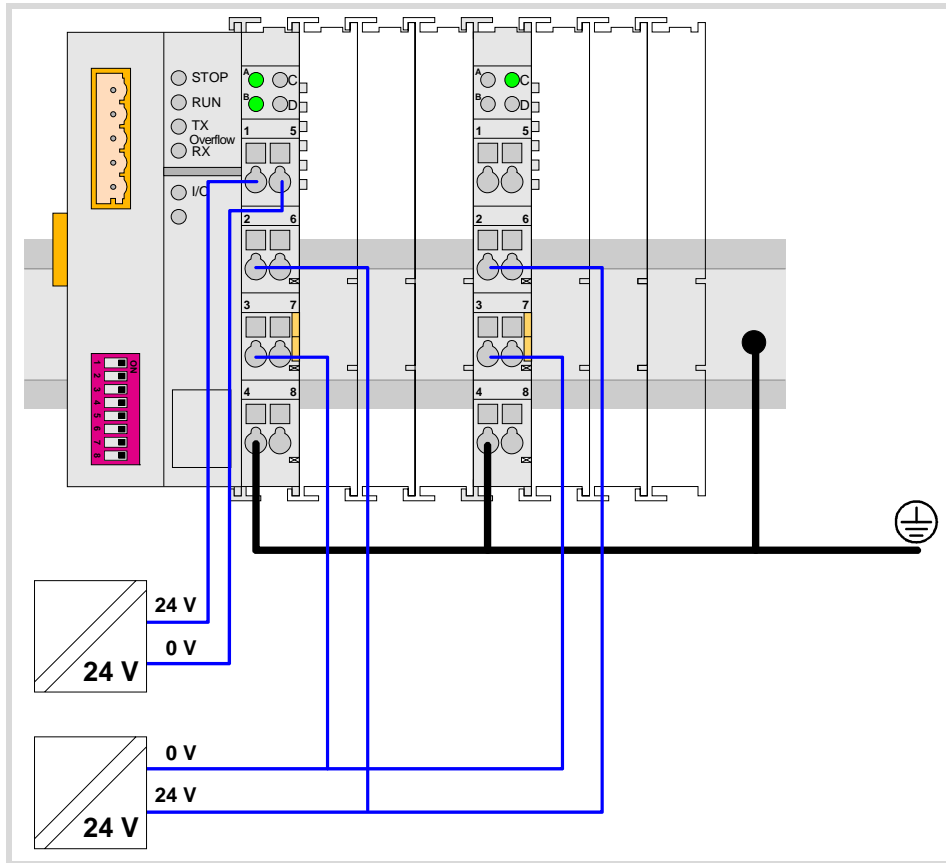 STOP
RUN
TX
Overflow
RX
I/O
A
C
B
D
1 5
2 6
3 7
4 8
A
C
B
D
1 5
2 6
3 7
4 8
ON
1
2
3
4
5
6
7
8
24 V
0 V
24 V
0 V
24 V
24 V